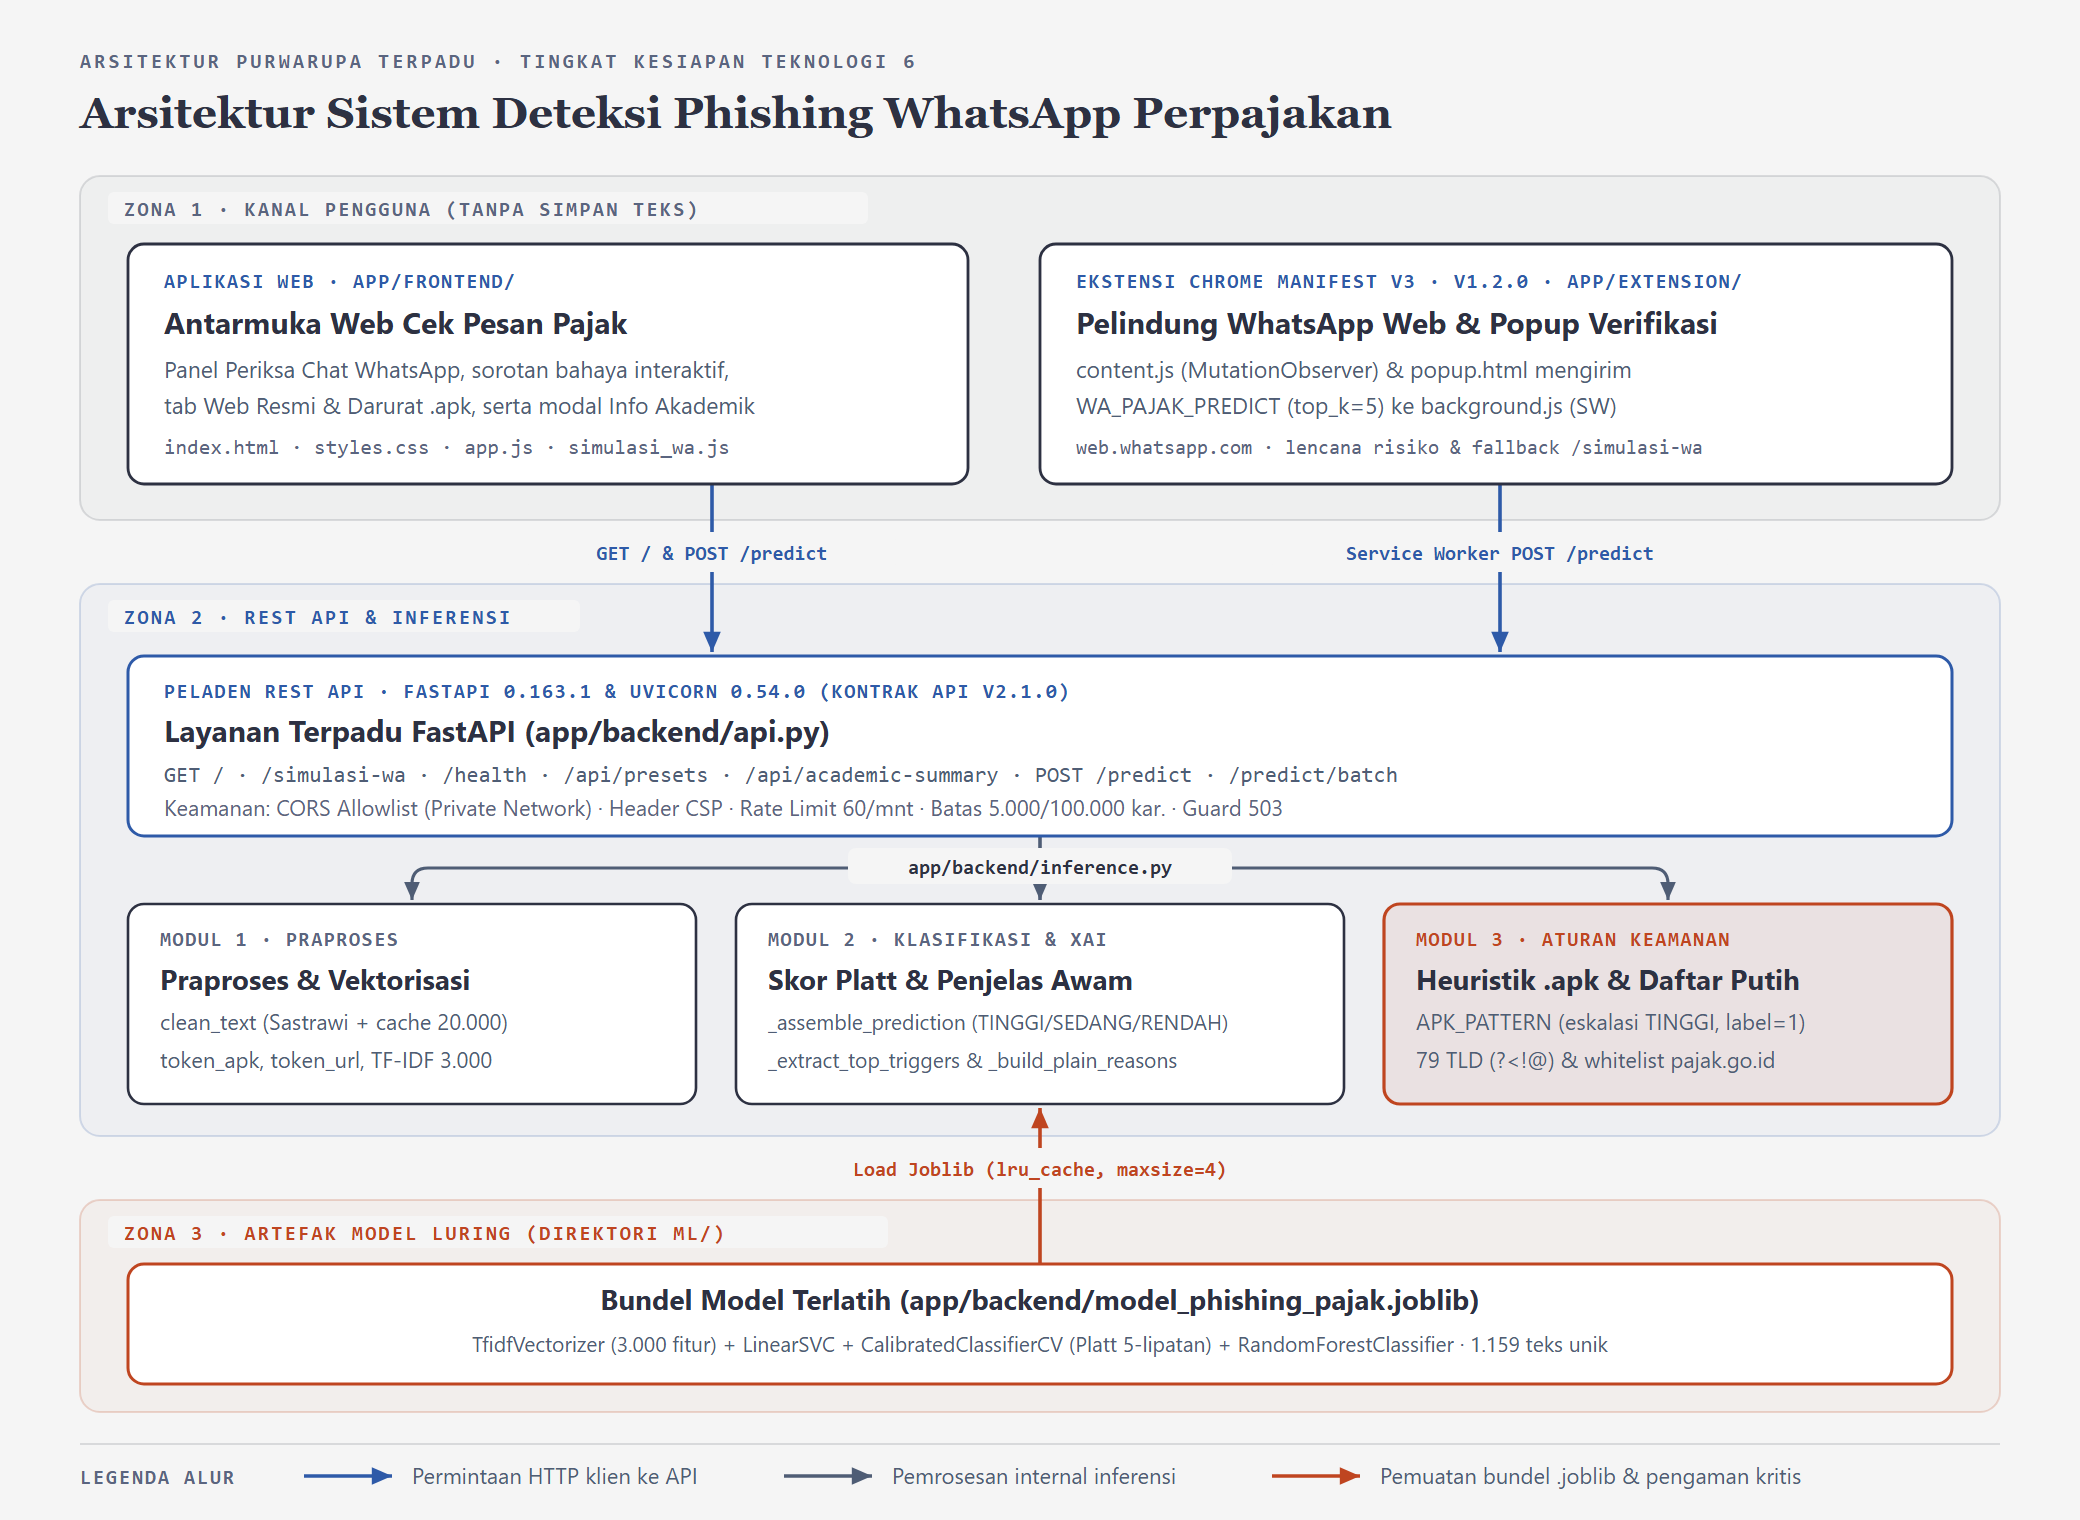 ARSITEKTUR PURWARUPA TERPADU · TINGKAT KESIAPAN TEKNOLOGI 6
Arsitektur Sistem Deteksi Phishing WhatsApp Perpajakan
ZONA 1 · KANAL PENGGUNA (TANPA SIMPAN TEKS)
APLIKASI WEB · APP/FRONTEND/
Antarmuka Web Cek Pesan Pajak
Panel Periksa Chat WhatsApp, sorotan bahaya interaktif,
tab Web Resmi & Darurat .apk, serta modal Info Akademik
index.html · styles.css · app.js · simulasi_wa.js
EKSTENSI CHROME MANIFEST V3 · V1.2.0 · APP/EXTENSION/
Pelindung WhatsApp Web & Popup Verifikasi
content.js (MutationObserver) & popup.html mengirim
WA_PAJAK_PREDICT (top_k=5) ke background.js (SW)
web.whatsapp.com · lencana risiko & fallback /simulasi-wa
GET / & POST /predict
Service Worker POST /predict
ZONA 2 · REST API & INFERENSI
PELADEN REST API · FASTAPI 0.163.1 & UVICORN 0.54.0 (KONTRAK API V2.1.0)
Layanan Terpadu FastAPI (app/backend/api.py)
GET / · /simulasi-wa · /health · /api/presets · /api/academic-summary · POST /predict · /predict/batch
Keamanan: CORS Allowlist (Private Network) · Header CSP · Rate Limit 60/mnt · Batas 5.000/100.000 kar. · Guard 503
app/backend/inference.py
MODUL 1 · PRAPROSES
Praproses & Vektorisasi
clean_text (Sastrawi + cache 20.000)
token_apk, token_url, TF-IDF 3.000
MODUL 2 · KLASIFIKASI & XAI
Skor Platt & Penjelas Awam
_assemble_prediction (TINGGI/SEDANG/RENDAH)
_extract_top_triggers & _build_plain_reasons
MODUL 3 · ATURAN KEAMANAN
Heuristik .apk & Daftar Putih
APK_PATTERN (eskalasi TINGGI, label=1)
79 TLD (?<!@) & whitelist pajak.go.id
Load Joblib (lru_cache, maxsize=4)
ZONA 3 · ARTEFAK MODEL LURING (DIREKTORI ML/)
Bundel Model Terlatih (app/backend/model_phishing_pajak.joblib)
TfidfVectorizer (3.000 fitur) + LinearSVC + CalibratedClassifierCV (Platt 5-lipatan) + RandomForestClassifier · 1.159 teks unik
LEGENDA ALUR
Permintaan HTTP klien ke API
Pemrosesan internal inferensi
Pemuatan bundel .joblib & pengaman kritis